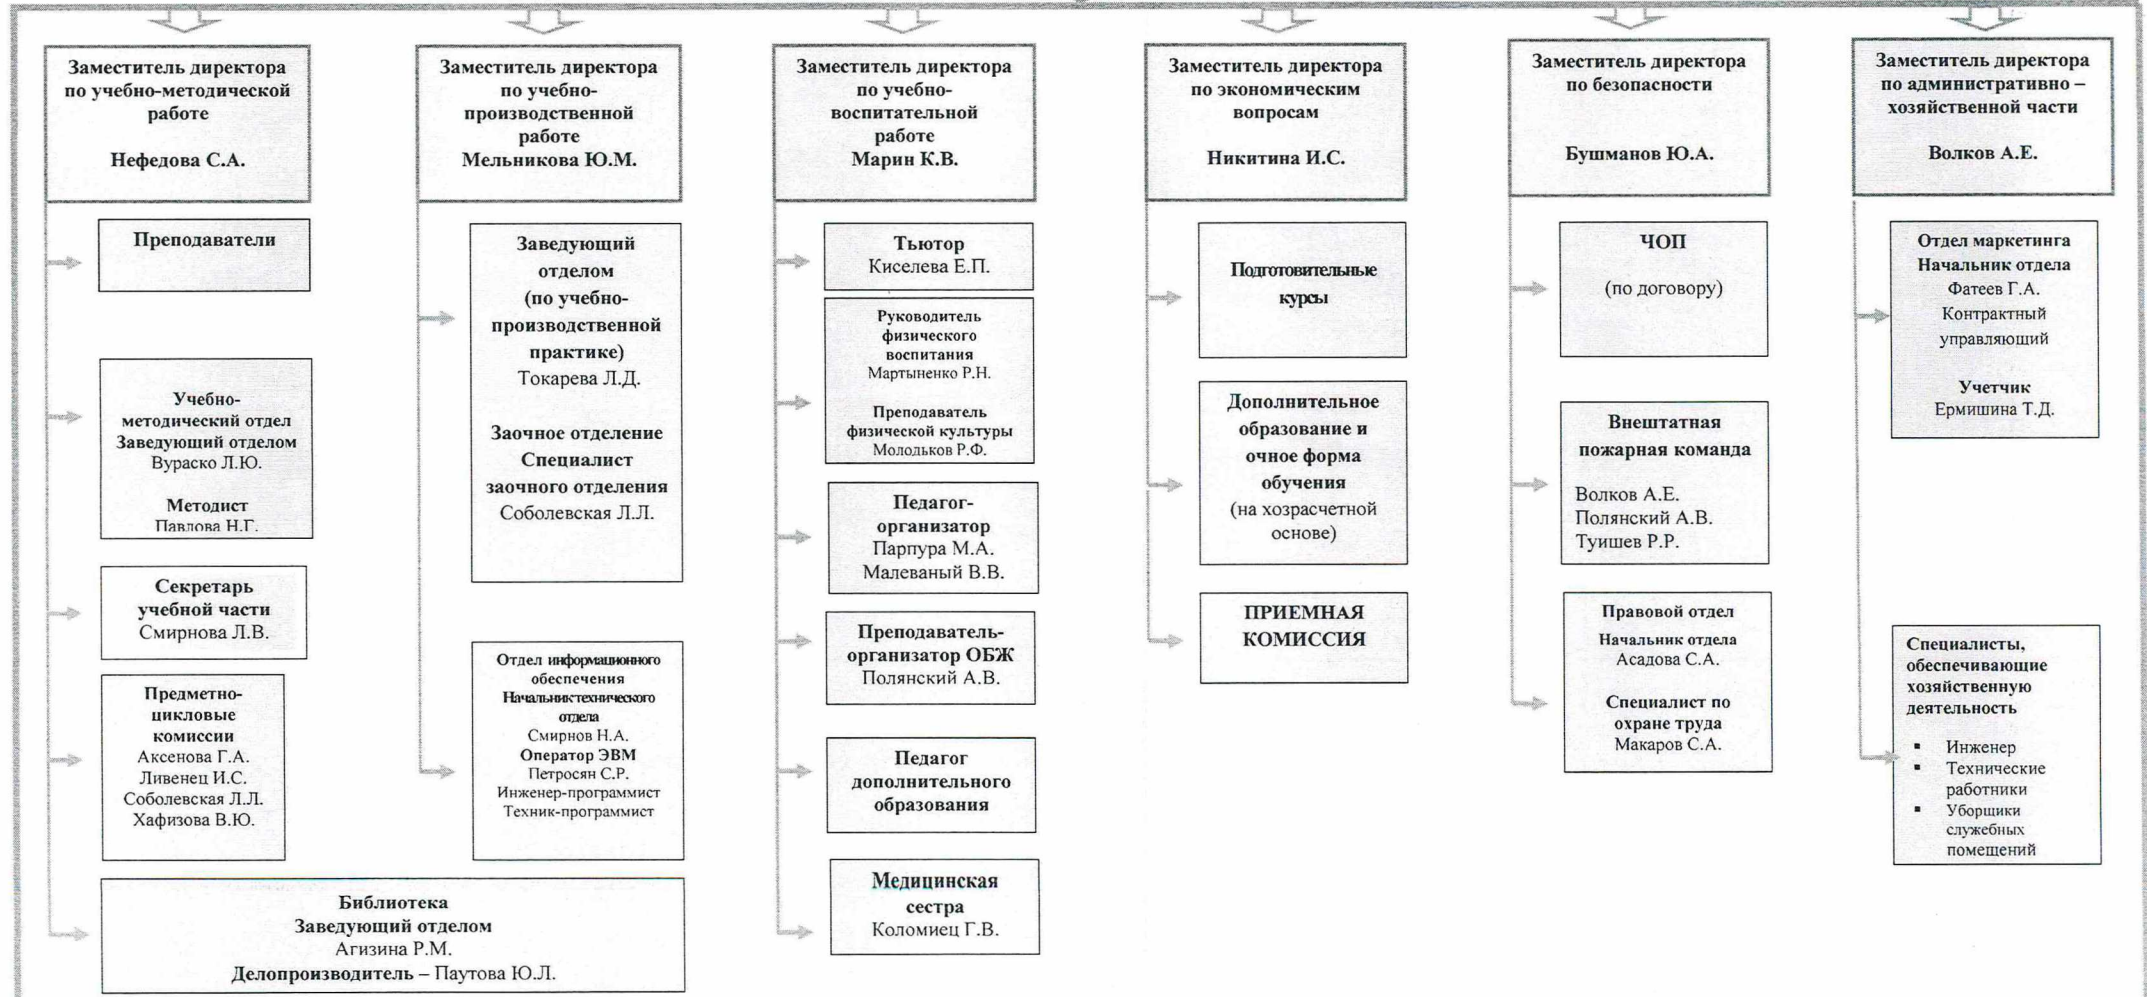 Заместитель директора
по учебно-методической
работе
Нефедова С.А.
Преподаватели
Учебно-
методический отдел
Заведующий отделом
Вураско Л.Ю.
Методист
Павлова Н.Г.
Секретарь
учебной части
Смирнова Л.В.
Предметно-
цикловые
комиссии
Аксенова Г.А.
Ливенец И.С.
Соболевская Л.Л.
Хафизова В.Ю.
Библиотека
Заведующий отделом
Агизина Р.М.
Делопроизводитель – Паутова Ю.Л.
Заместитель директора
по учебно-
производственной
работе
Мельникова Ю.М.
Заведующий
отделом
(по учебно-
производственной
практике)
Токарева Л.Д.
Заочное отделение
Специалист
заочного отделения
Соболевская Л.Л.
Отдел информационного
обеспечения
Начальник технического
отдела
Смирнов Н.А.
Оператор ЭВМ
Петросян С.Р.
Инженер-программист
Техник-программист
Заместитель директора
по учебно-
воспитательной
работе
Марин К.В.
Тьютор
Киселева Е.П.
Руководитель
физического
воспитания
Мартыненко Р.Н.
Преподаватель
физической культуры
Молодьков Р.Ф.
Педагог-
организатор
Парпура М.А.
Малеваный В.В.
Преподаватель-
организатор ОБЖ
Полянский А.В.
Педагог
дополнительного
образования
Медицинская
сестра
Коломиец Г.В.
Заместитель директора
по экономическим
вопросам
Никитина И.С.
Подготовительные
курсы
Дополнительное
образование и
очное форма
обучения
(на хозрасчетной
основе)
ПРИЕМНАЯ
КОМИССИЯ
Заместитель директора
по безопасности
Бушманов Ю.А.
ЧОП
(по договору)
Внештатная
пожарная команда
Волков А.Е.
Полянский А.В.
Туишев Р.Р.
Правовой отдел
Начальник отдела
Асадова С.А.
Специалист по
охране труда
Макаров С.А.
Заместитель директора
по административно –
хозяйственной части
Волков А.Е.
Отдел маркетинга
Начальник отдела
Фатеев Г.А.
Контрактный
управляющий
Учетчик
Ермишина Т.Д.
Специалисты,
обеспечивающие
хозяйственную
деятельность
▪ Инженер
▪ Технические
работники
▪ Уборщики
служебных
помещений